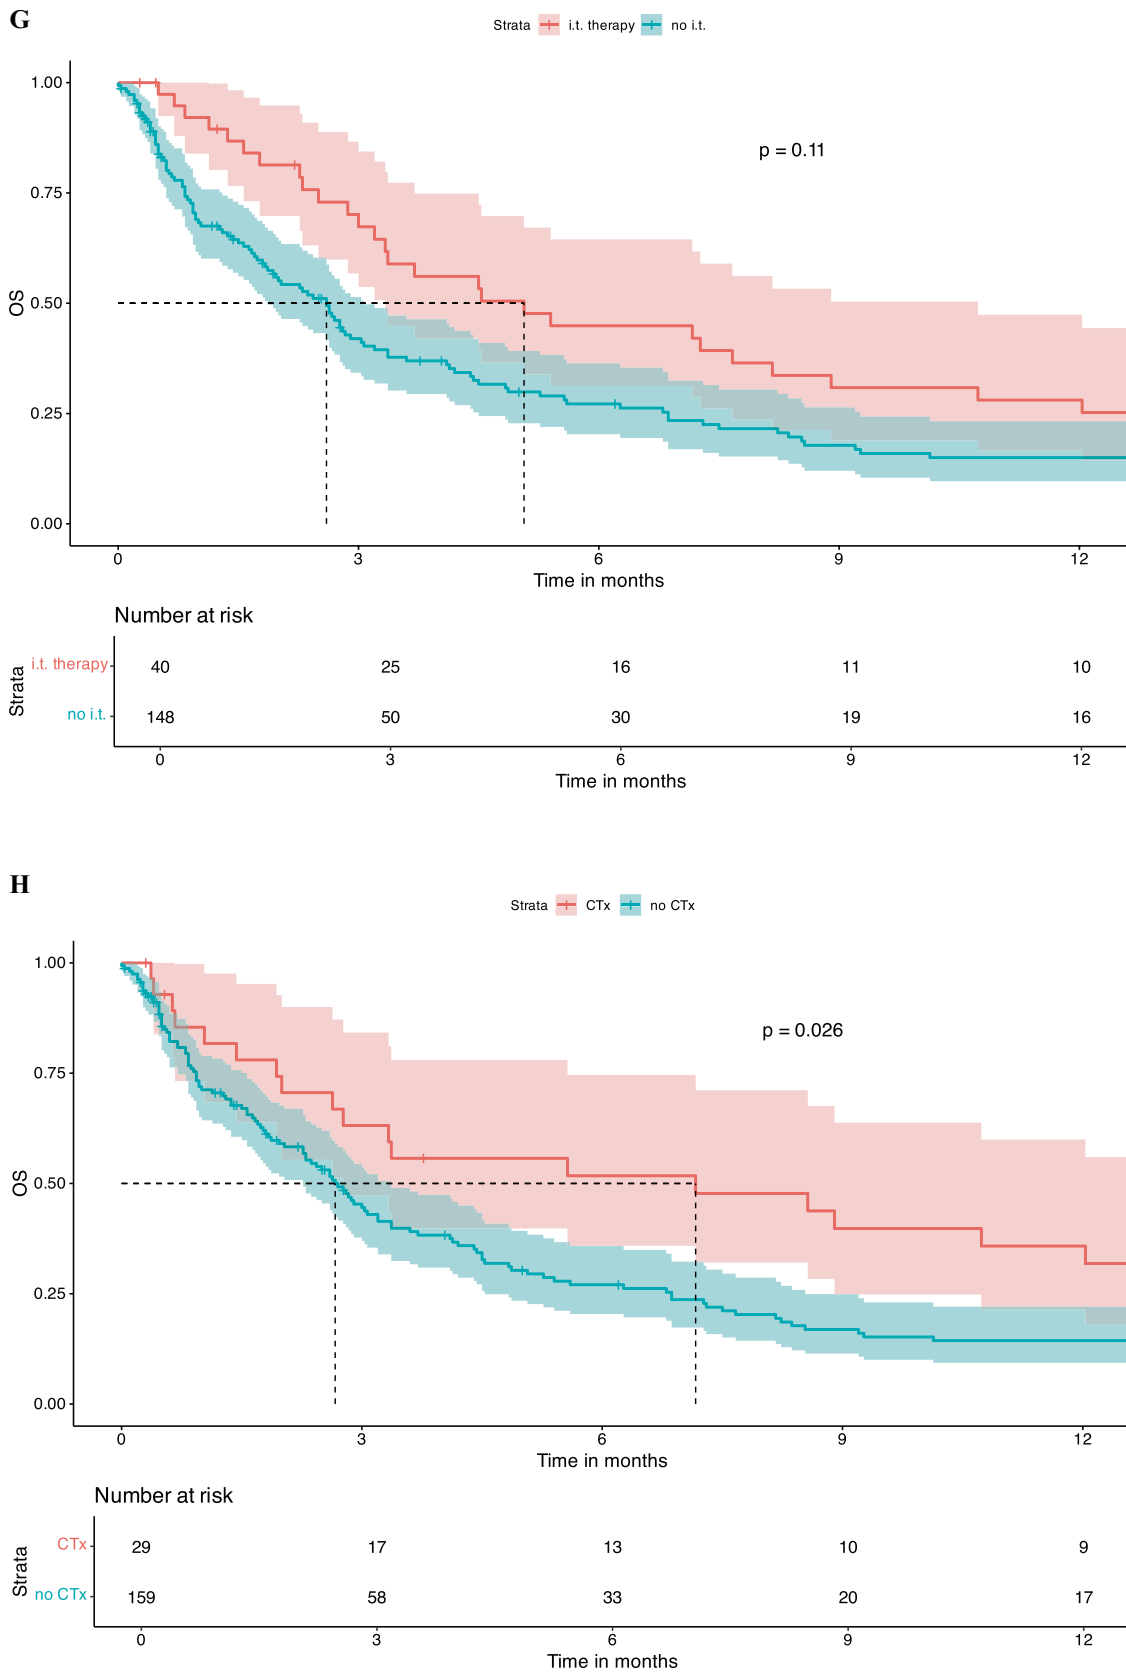 G
Strata i.t. therapy no i.t.
1.00
p = 0.11
0.75
0.50
OS
0.25
0.00
0 3 6 9 12
Time in months
Number at risk
Strata
i.t. therapy 40 25 16 11 10
no i.t. 148 50 30 19 16
0 3 6 9 12
Time in months
H
Strata CTx no CTx
1.00
p = 0.026
0.75
0.50
OS
0.25
0.00
0 3 6 9 12
Time in months
Number at risk
Strata
CTx 29 17 13 10 9
no CTx 159 58 33 20 17
0 3 6 9 12
Time in months